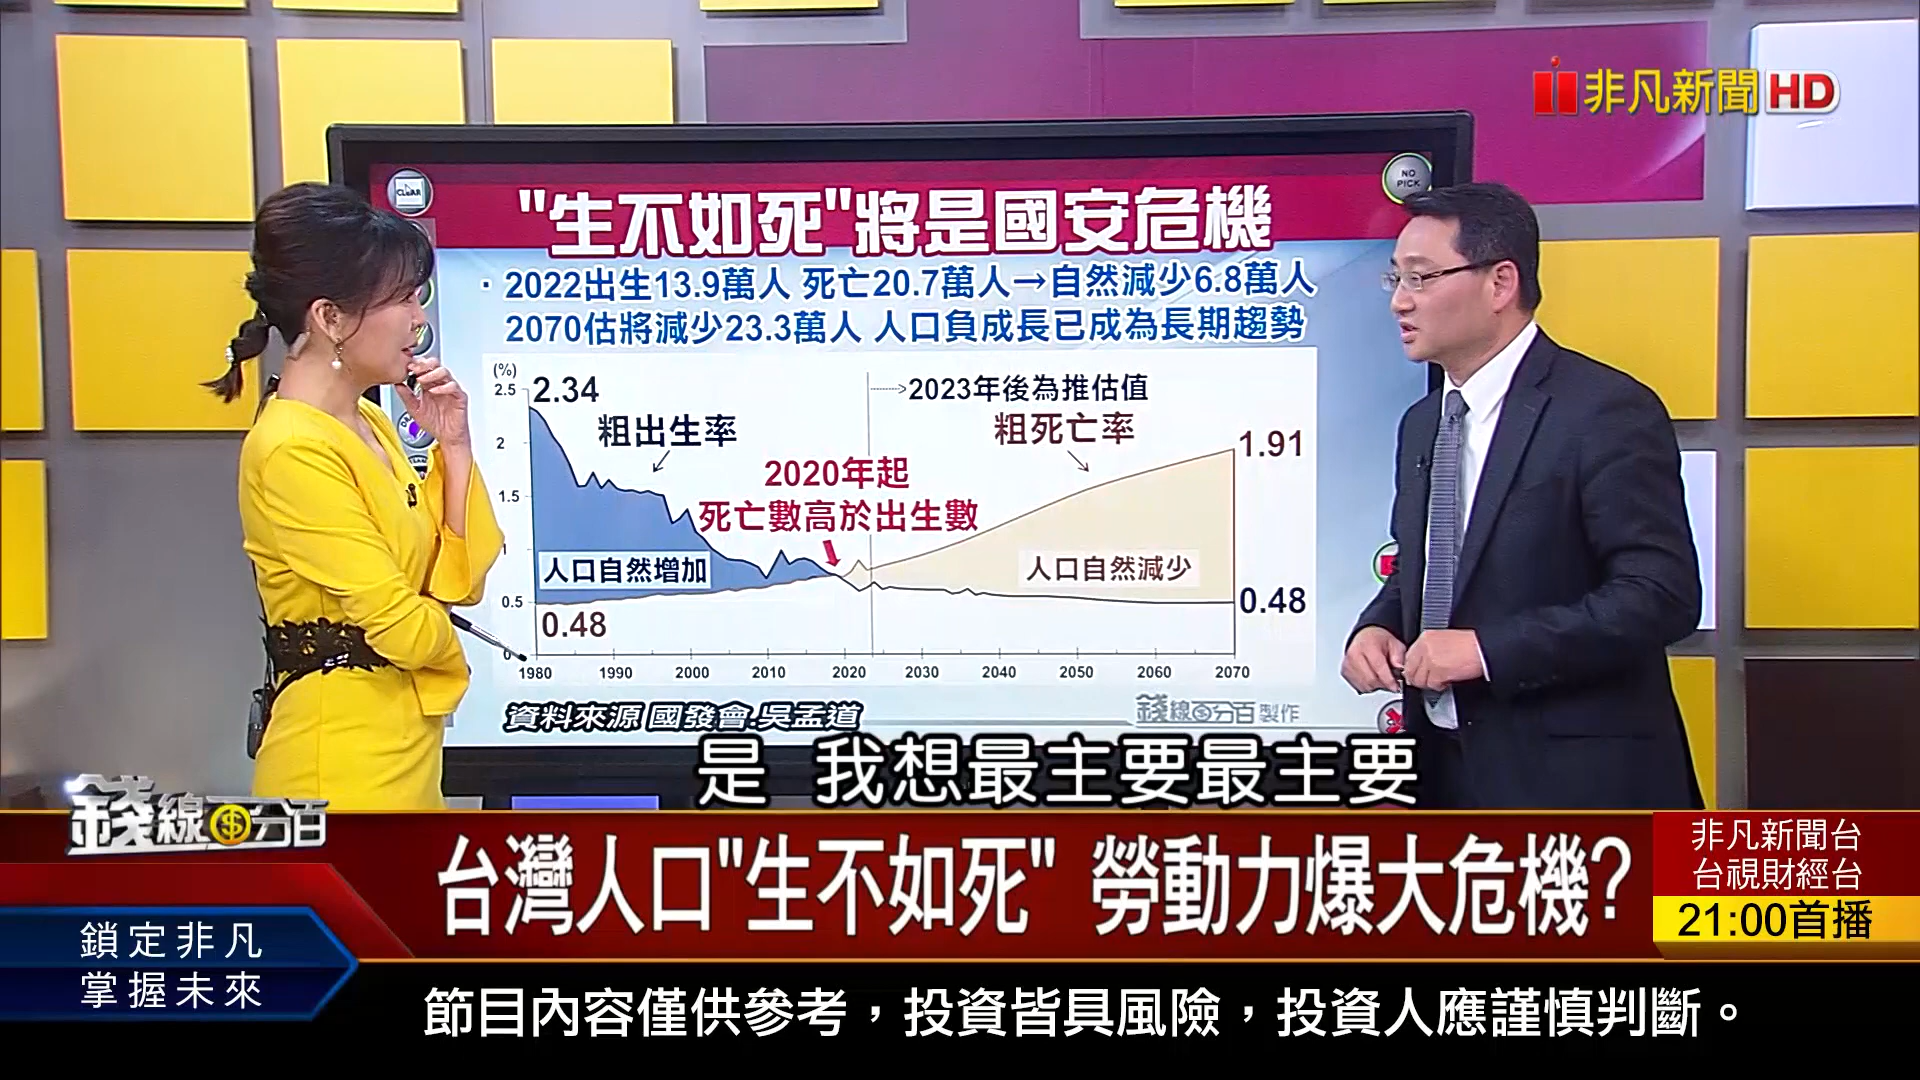 非凡新聞HD
CLEAR
NO
PICK
"生不如死"將是國安危機
·2022出生13.9萬人 死亡20.7萬人→自然減少6.8萬人
2070估將減少23.3萬人 人口負成長已成為長期趨勢
(%)
2.5
2
1.5
1
0.5
0
2.34
粗出生率
2023年後為推估值
粗死亡率
1.91
2020年起
死亡數高於出生數
人口自然增加
人口自然減少
0.48
0.48
1980 1990 2000 2010 2020 2030 2040 2050 2060 2070
資料來源 國發會.吳孟道
錢線百分百 製作
是 我想最主要最主要
錢線百分百
台灣人口"生不如死" 勞動力爆大危機?
非凡新聞台
台視財經台
21:00首播
鎖定非凡
掌握未來
節目內容僅供參考，投資皆具風險，投資人應謹慎判斷。